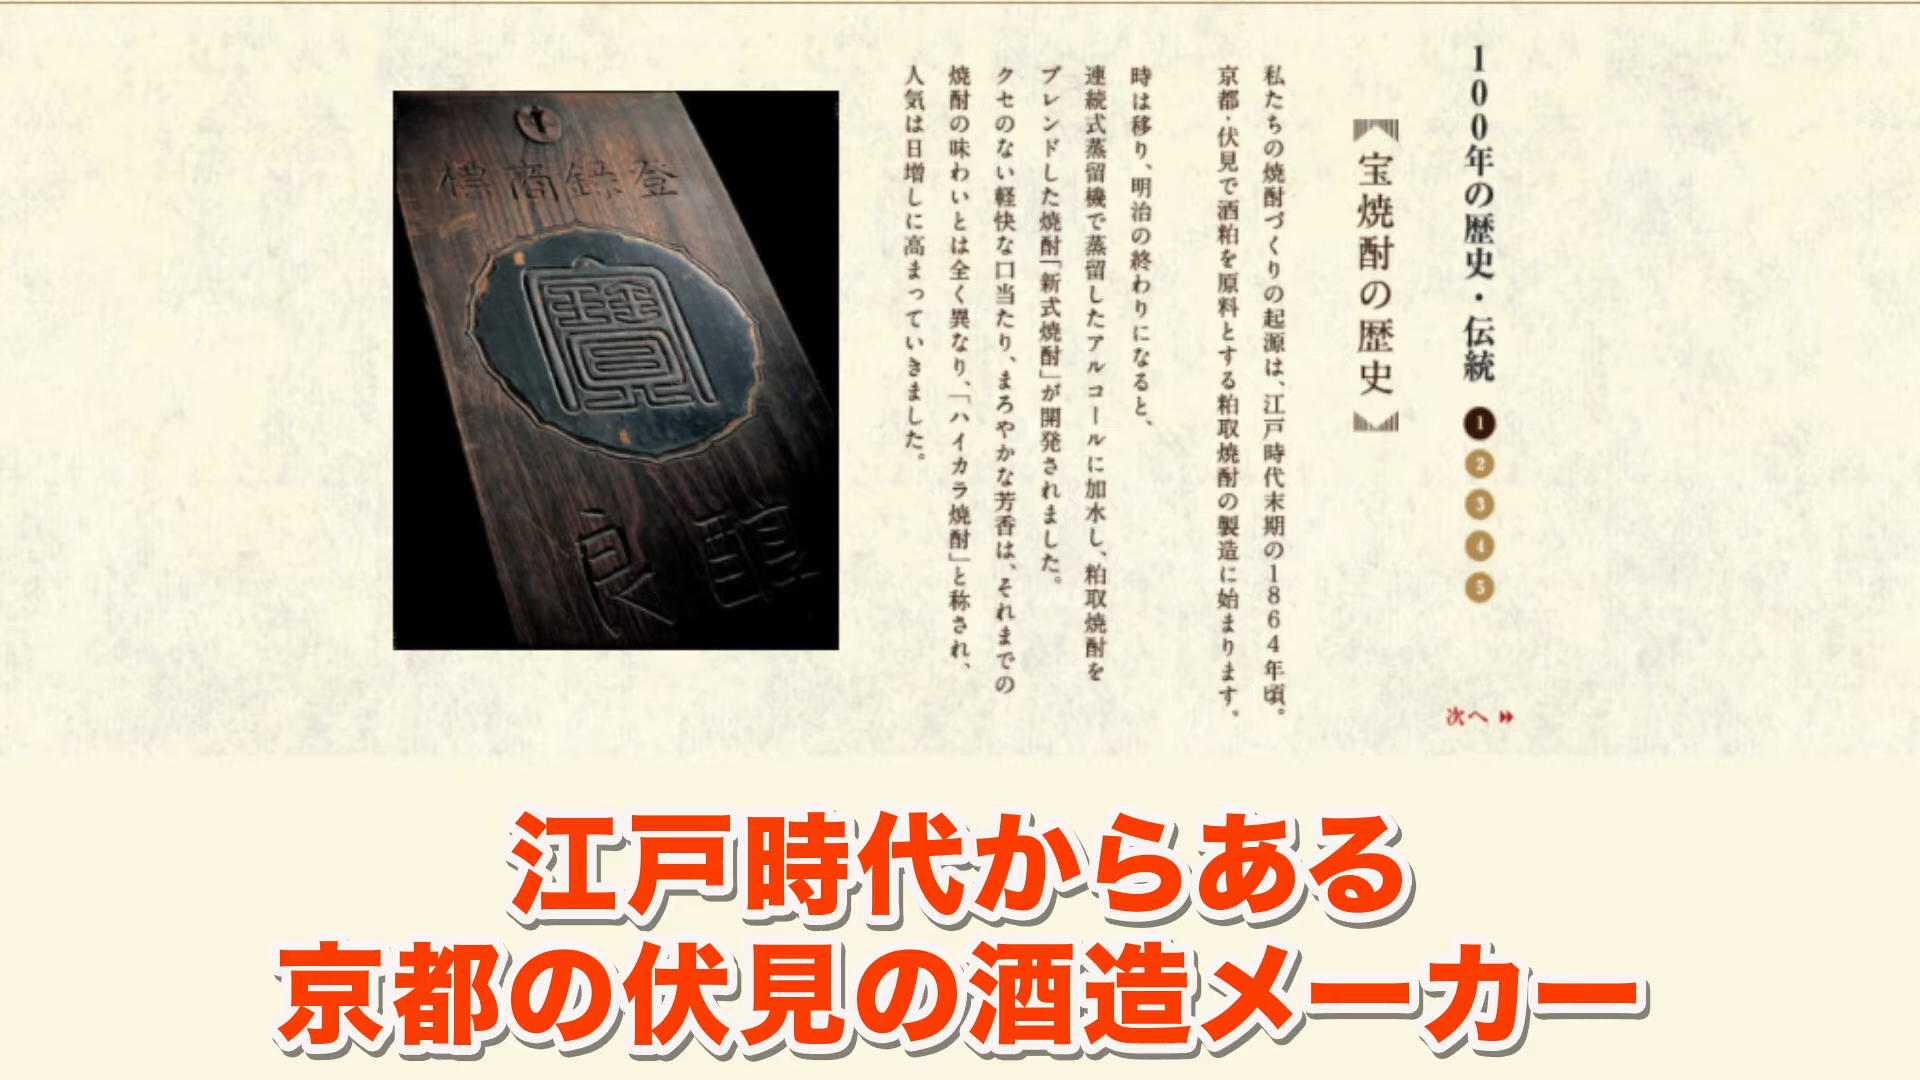 100年の歴史・伝統
1
2
3
4
5
次へ
宝焼酎の歴史
私たちの焼酎づくりの起源は、江戸時代末期の1864年頃。
京都・伏見で酒粕を原料とする粕取焼酎の製造に始まります。
時は移り、明治の終わりになると、
連続式蒸留機で蒸留したアルコールに加水し、粕取焼酎を
ブレンドした焼酎「新式焼酎」が開発されました。
クセのない軽快な口当たり、まろやかな芳香は、それまでの
焼酎の味わいとは全く異なり、「ハイカラ焼酎」と称され、
人気は日増しに高まっていきました。
標商録登
寶
良醇
江戸時代からある
京都の伏見の酒造メーカー